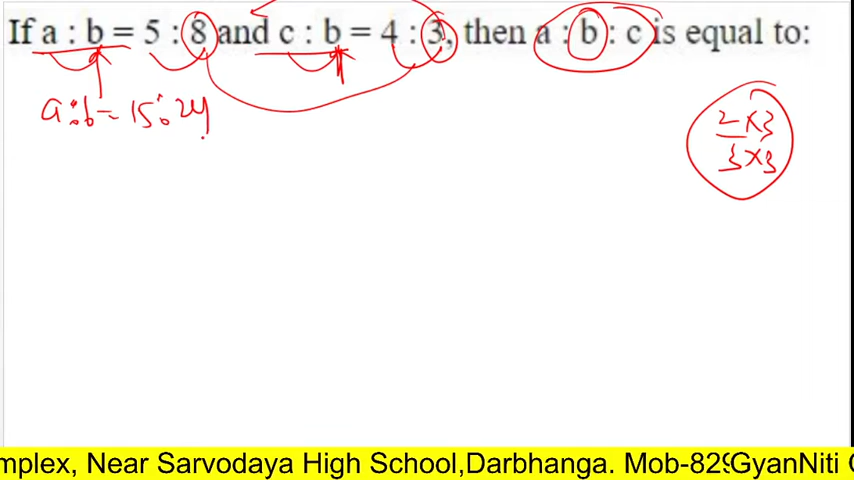 If a : b = 5 : 8 and c : b = 4 : 3, then a : b : c is equal to:
a : b = 15 : 24
2 x 3
3 x 3
mplex, Near Sarvodaya High School,Darbhanga. Mob-829GyanNiti C